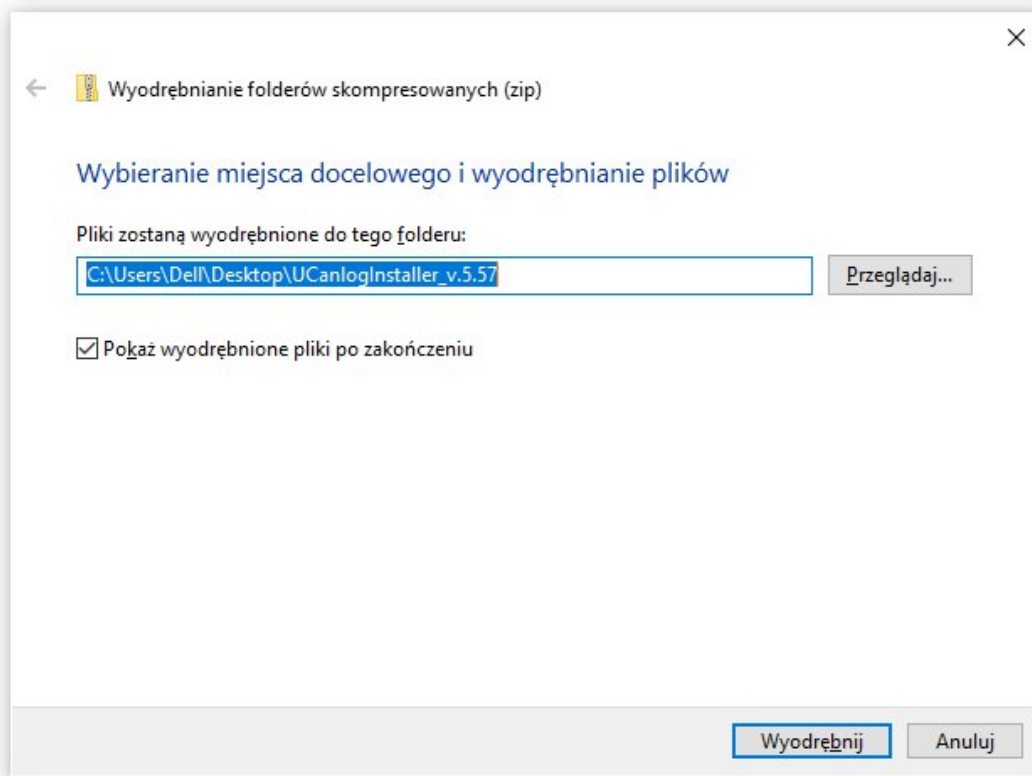 Wyodrębnianie folderów skompresowanych (zip)
Wybieranie miejsca docelowego i wyodrębnianie plików
Pliki zostaną wyodrębnione do tego folderu:
C:\Users\Dell\Desktop\UCanlogInstaller_v.5.57
Przeglądaj...
Pokaż wyodrębnione pliki po zakończeniu
Wyodrębnij
Anuluj